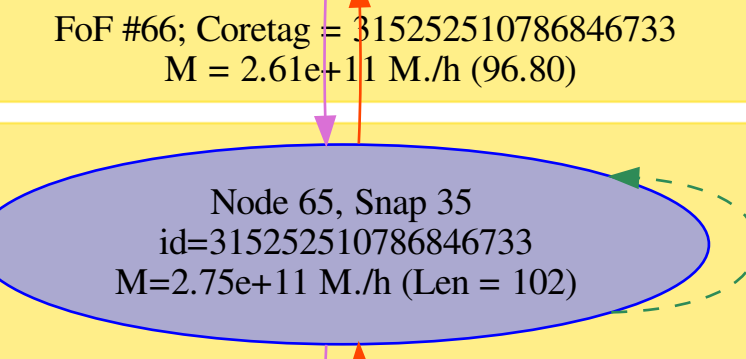 FoF #66; Coretag = 315252510786846733
M = 2.61e+11 M./h (96.80)
Node 65, Snap 35
id=315252510786846733
M=2.75e+11 M./h (Len = 102)